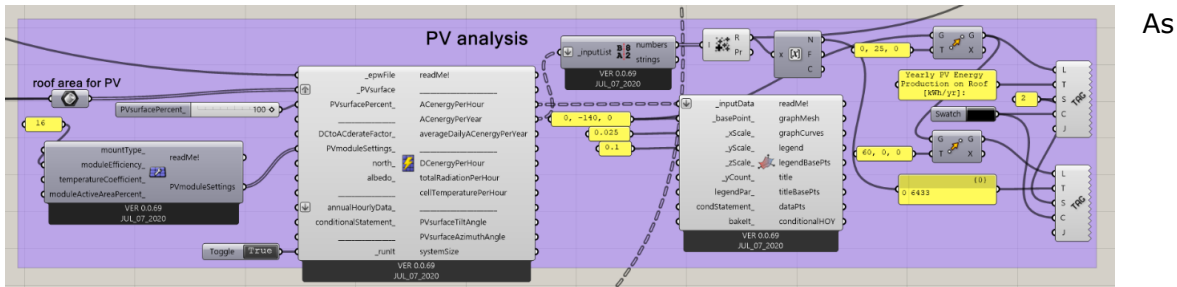 PV analysis
As
roof area for PV
PVsurfacePercent_
100
16
mountType_
moduleEfficiency_
temperatureCoefficient_
moduleActiveAreaPercent_
readMe!
PVmoduleSettings
VER 0.0.69
JUL_07_2020
Toggle
True
_epwFile
_PVsurface
PVsurfacePercent_
DCtoACderateFactor_
PVmoduleSettings_
north_
albedo_
annualHourlyData_
conditionalStatement_
_runIt
readMe!
ACenergyPerHour
ACenergyPerYear
averageDailyACenergyPerYear
DCenergyPerHour
totalRadiationPerHour
cellTemperaturePerHour
PVsurfaceTiltAngle
PVsurfaceAzimuthAngle
systemSize
VER 0.0.69
JUL_07_2020
_inputList
numbers
strings
VER 0.0.69
JUL_07_2020
0, -140, 0
0.025
0.1
_inputData
_basePoint_
_xScale_
_yScale_
_zScale_
_yCount_
legendPar_
condStatement_
bakeIt_
readMe!
graphMesh
graphCurves
legend
legendBasePts
title
titleBasePts
dataPts
conditionalHOY
VER 0.0.69
JUL_07_2020
I
R
Pr
x
N
F
C
0, 25, 0
G
T
G
X
Yearly PV Energy
Production on Roof
[kWh/yr]:
2
Swatch
60, 0, 0
G
T
G
X
{0}
0 6433
L
T
S
C
J
TAG
L
T
S
C
J
TAG